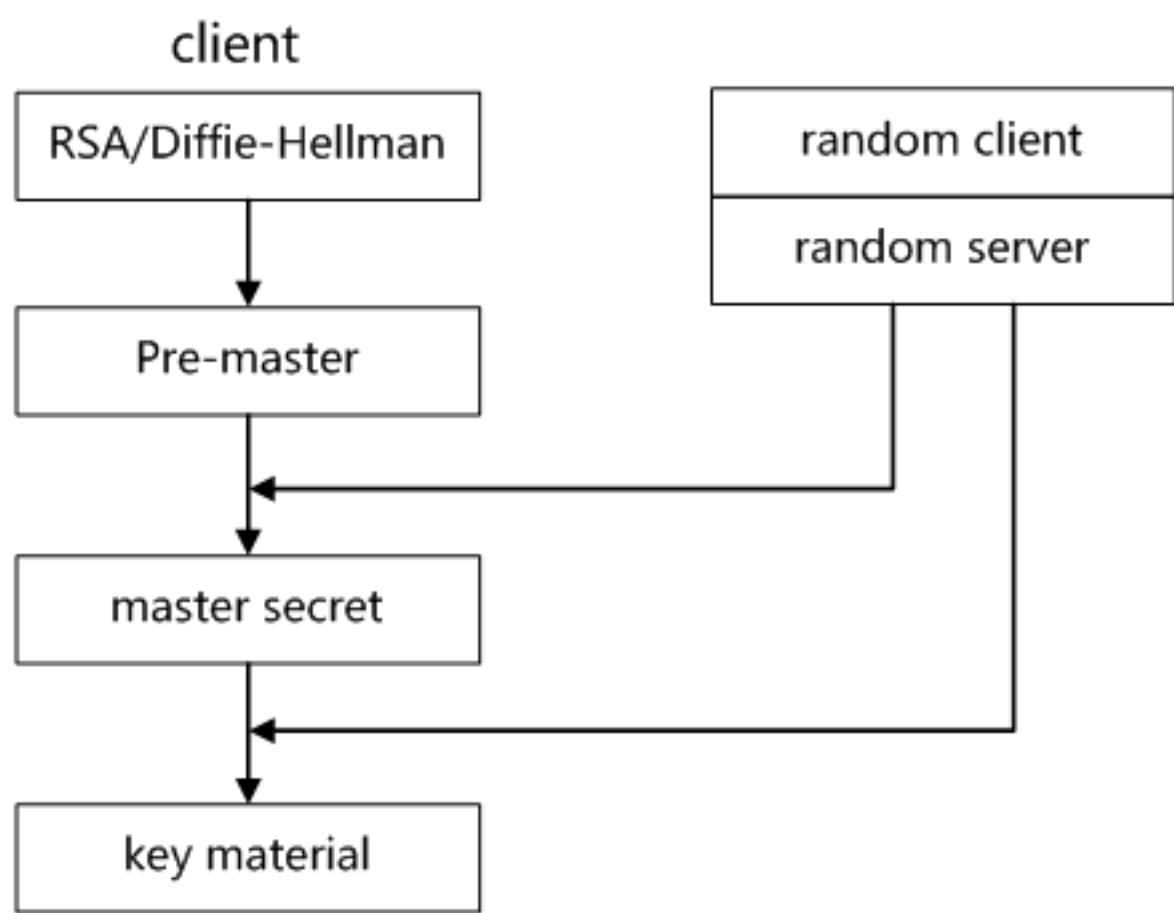 client
RSA/Diffie-Hellman
random client
random server
Pre-master
master secret
key material